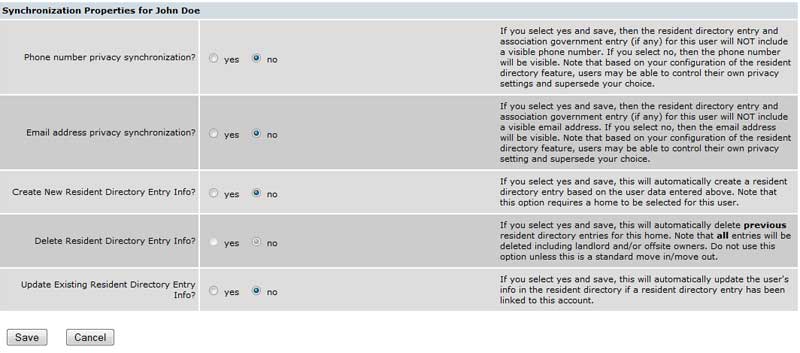 Synchronization Properties for John Doe
Phone number privacy synchronization?
yes no
If you select yes and save, then the resident directory entry and
association government entry (if any) for this user will NOT include
a visible phone number. If you select no, then the phone number
will be visible. Note that based on your configuration of the resident
directory feature, users may be able to control their own privacy
settings and supersede your choice.
Email address privacy synchronization?
yes no
If you select yes and save, then the resident directory entry and
association government entry (if any) for this user will NOT include
a visible email address. If you select no, then the email address
will be visible. Note that based on your configuration of the resident
directory feature, users may be able to control their own privacy
setting and supersede your choice.
Create New Resident Directory Entry Info?
yes no
If you select yes and save, this will automatically create a resident
directory entry based on the user data entered above. Note that
this option requires a home to be selected for this user.
Delete Resident Directory Entry Info?
yes no
If you select yes and save, this will automatically delete previous
resident directory entries for this home. Note that all entries will be
deleted including landlord and/or offsite owners. Do not use this
option unless this is a standard move in/move out.
Update Existing Resident Directory Entry
Info?
yes no
If you select yes and save, this will automatically update the user's
info in the resident directory if a resident directory entry has been
linked to this account.
Save Cancel